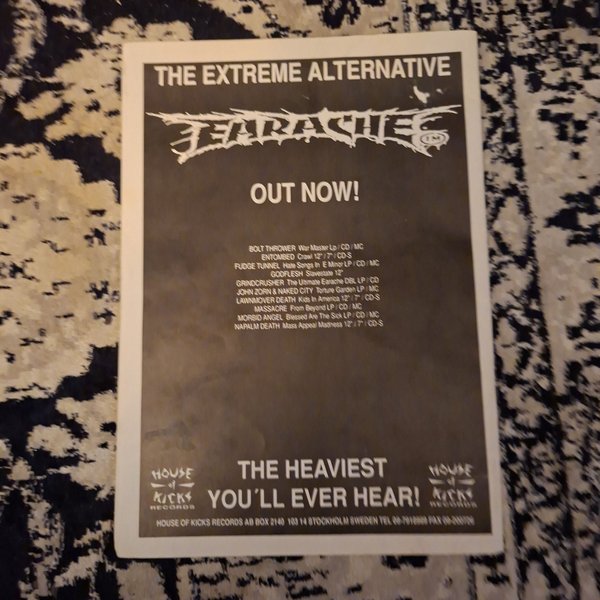 THE EXTREME ALTERNATIVE
EARACHE TM
OUT NOW!
BOLT THROWER War Master Lp / CD / MC
ENTOMBED Crawl 12" / 7" / CD-S
FUDGE TUNNEL Hate Songs In E Minor LP / CD / MC
GODFLESH Slavestate 12"
GRINDCRUSHER The Ultimate Earache DBL LP / CD
JOHN ZORN & NAKED CITY Torture Garden LP / MC
LAWNMOVER DEATH Kids In America 12" / 7" / CD-S
MASSACRE From Beyond LP / CD / MC
MORBID ANGEL Blessed Are The Sick LP / CD / MC
NAPALM DEATH Mass Appeal Madness 12" / 7" / CD-S
HOUSE of KICKS RECORDS
THE HEAVIEST
YOU´LL EVER HEAR!
HOUSE of KICKS RECORDS
HOUSE OF KICKS RECORDS AB BOX 2140 103 14 STOCKHOLM SWEDEN TEL FAX